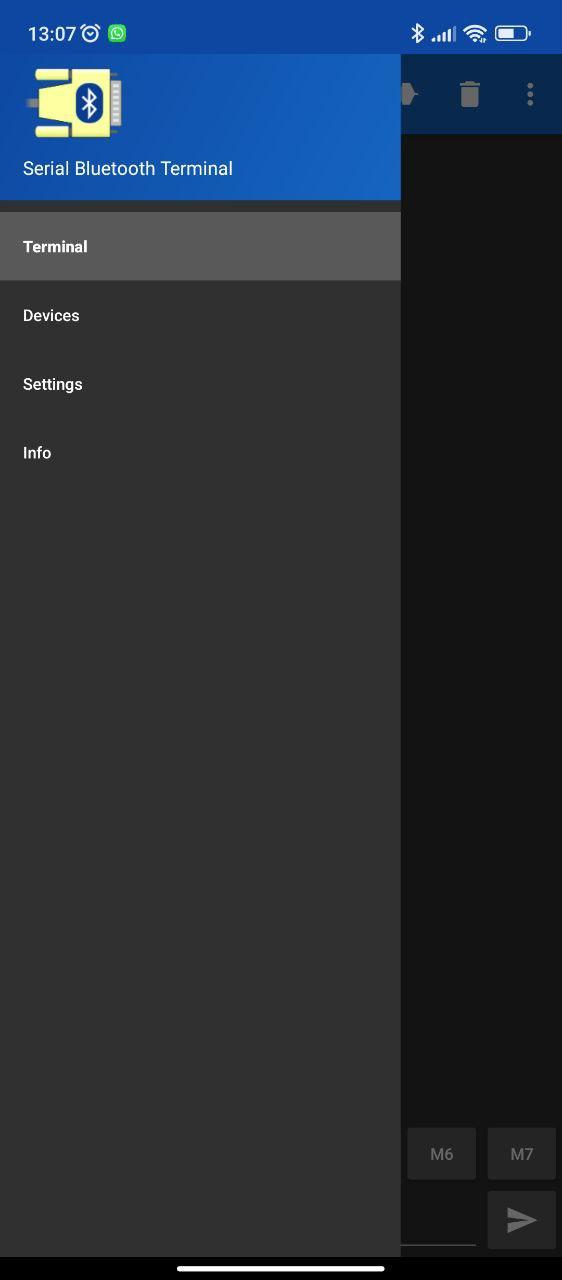 13:07
Serial Bluetooth Terminal
Terminal
Devices
Settings
Info
M6 M7